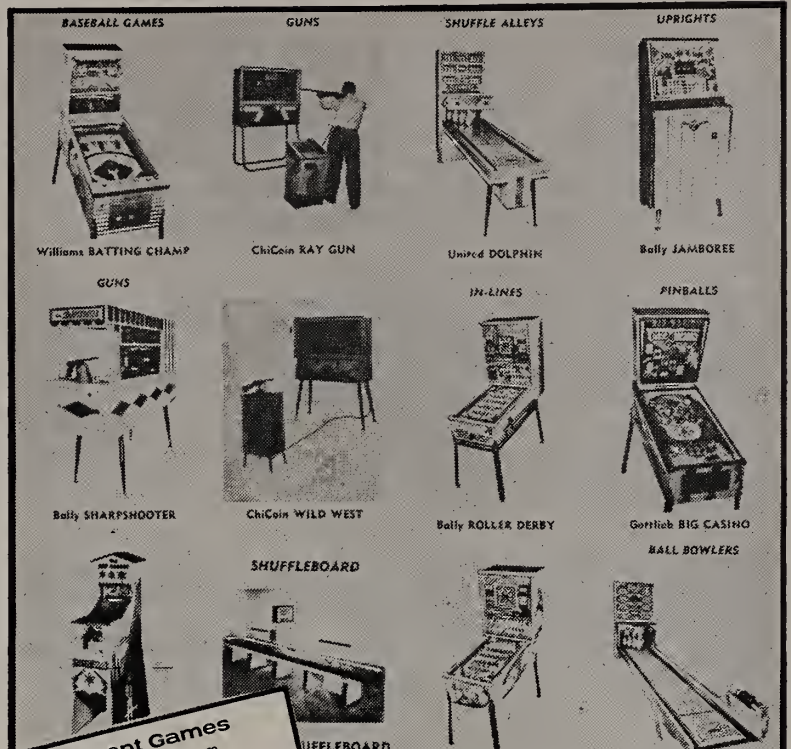 BASEBALL GAMES
GUNS
SHUFFLE ALLEYS
UPRIGHTS
Williams BATTING CHAMP
ChiCoin RAY GUN
United DOLPHIN
Bally JAMBOREE
GUNS
IN-LINES
PINBALLS
Bally SHARPSHOOTER
ChiCoin WILD WEST
Bally ROLLER DERBY
Gottlieb BIG CASINO
SHUFFLEBOARD
BALL BOWLERS
Games